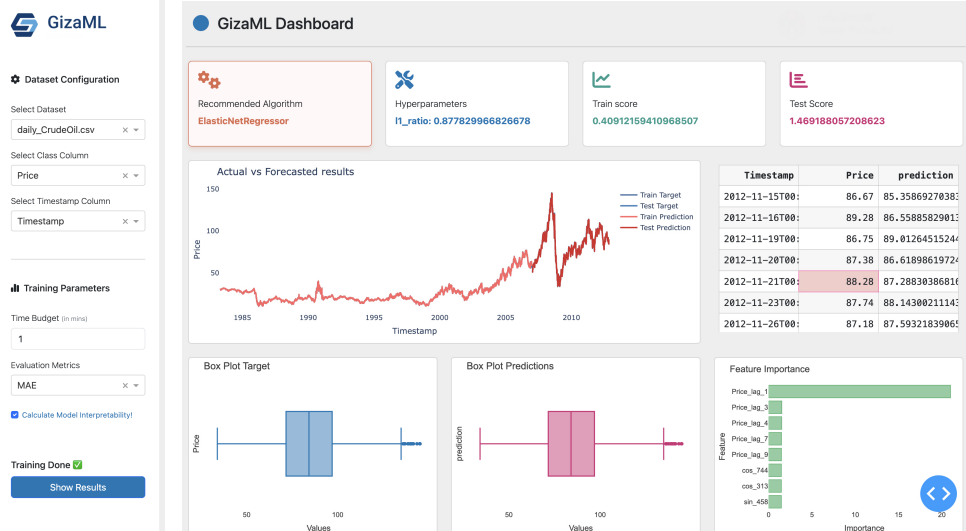 GizaML
GizaML Dashboard
Dataset Configuration
Select Dataset
daily_CrudeOil.csv
Select Class Column
Price
Select Timestamp Column
Timestamp
Training Parameters
Time Budget (in mins)
1
Evaluation Metrics
MAE
Calculate Model Interpretability!
Training Done ✅
Show Results
Recommended Algorithm
ElasticNetRegressor
Hyperparameters
l1_ratio: 0.877829966826678
Train score
0.40912159410968507
Test Score
1.469188057208623
Actual vs Forecasted results
150
100
50
Price
1985 1990 1995 2000 2005 2010
Timestamp
Train Target
Test Target
Train Prediction
Test Prediction
Timestamp Price prediction
2012-11-15T00: 86.67 85.35869270383
2012-11-16T00: 89.28 86.55885829013
2012-11-19T00: 86.75 89.01264515244
2012-11-20T00: 87.38 86.61898619724
2012-11-21T00: 88.28 87.28830386816
2012-11-23T00: 87.74 88.14300211143
2012-11-26T00: 87.18 87.59321839065
Box Plot Target
Price
50 100
Values
Box Plot Predictions
prediction
50 100
Values
Feature Importance
Feature
Price_lag_1
Price_lag_3
Price_lag_4
Price_lag_7
Price_lag_9
cos_744
cos_313
sin_458
0 5 10 15 20
Importance